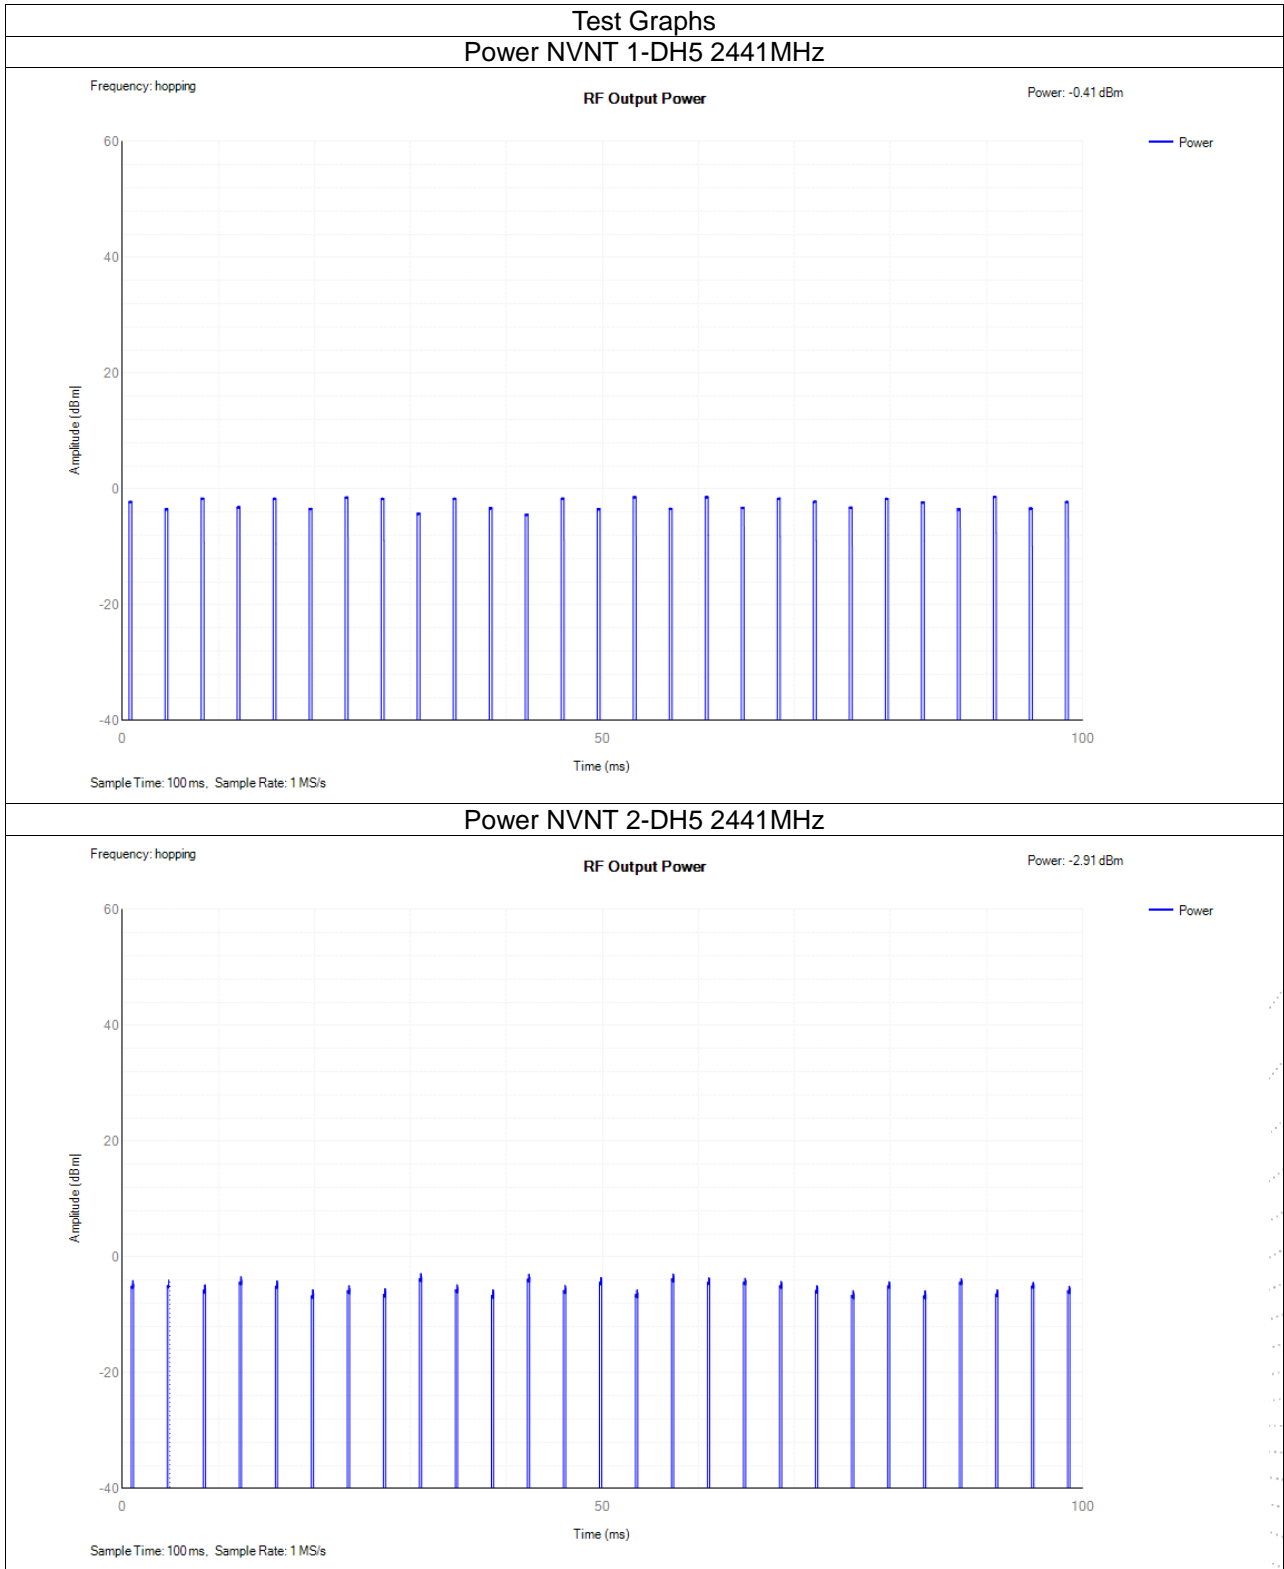 Test Graphs
Power NVNT 1-DH5 2441MHz
Frequency: hopping
RF Output Power
Power: -0.41 dBm
Power
60
40
20
0
-20
-40
Amplitude (dBm)
0
50
100
Time (ms)
Sample Time: 100 ms, Sample Rate: 1 MS/s
Power NVNT 2-DH5 2441MHz
Frequency: hopping
RF Output Power
Power: -2.91 dBm
Power
60
40
20
0
-20
-40
Amplitude (dBm)
0
50
100
Time (ms)
Sample Time: 100 ms, Sample Rate: 1 MS/s